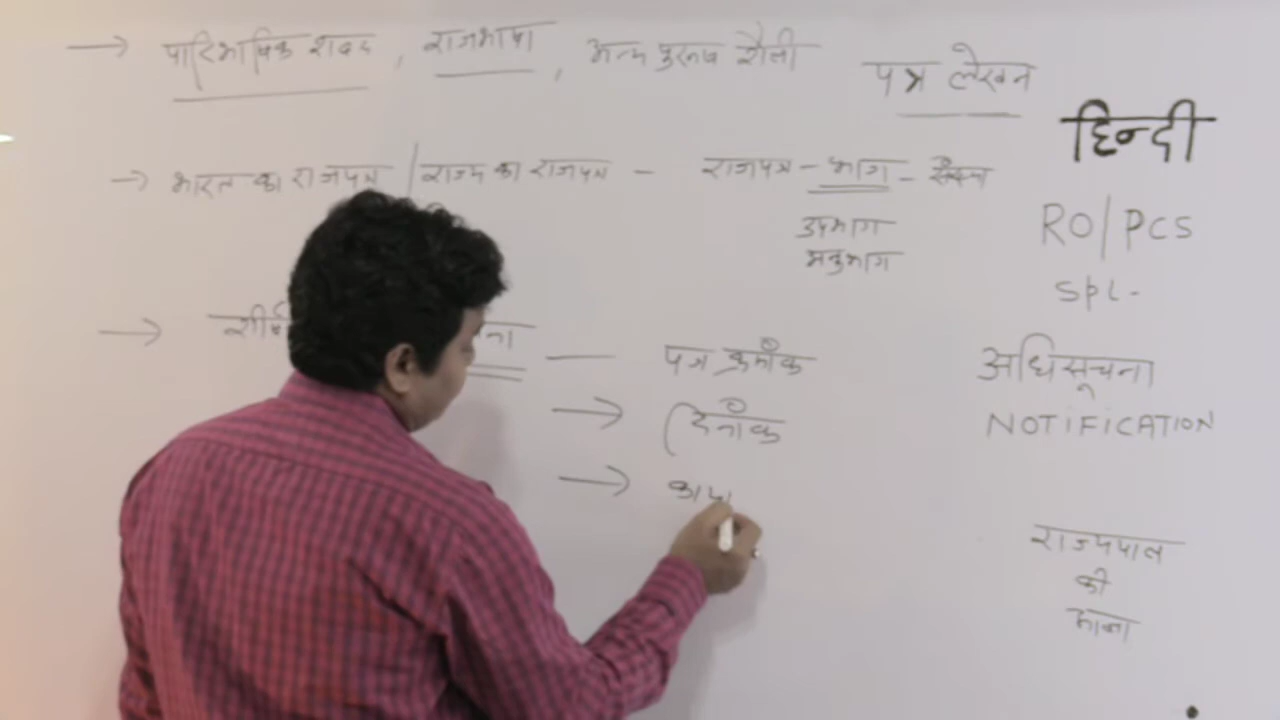 → पारिभाषिक शब्द, राजभाषा, अन्य पुरुष शैली
पत्र लेखन
हिन्दी
→ भारत का राजपत्र / राज्य का राजपत्र - राजपत्र - भाग -
उपभाग
अनुभाग
RO/PCS
Spl-
→
— पत्र क्रमाँक
→ दिनाँक
→ काया
अधिसूचना
NOTIFICATION
राज्यपाल
की
आज्ञा